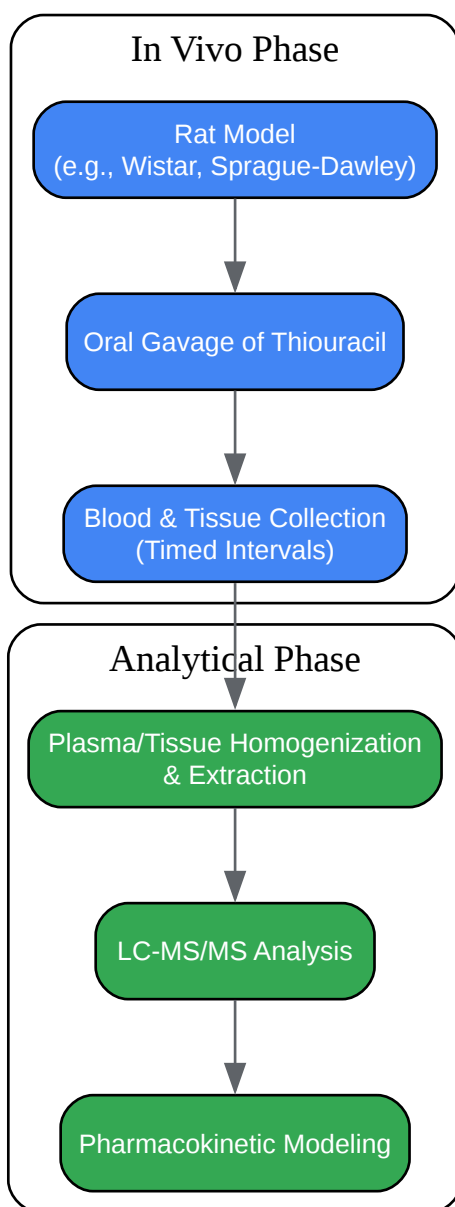 In Vivo Phase
Rat Model
(e.g., Wistar, Sprague-Dawley)
Oral Gavage of Thiouracil
Blood & Tissue Collection
(Timed Intervals)
Analytical Phase
Plasma/Tissue Homogenization
& Extraction
LC-MS/MS Analysis
Pharmacokinetic Modeling